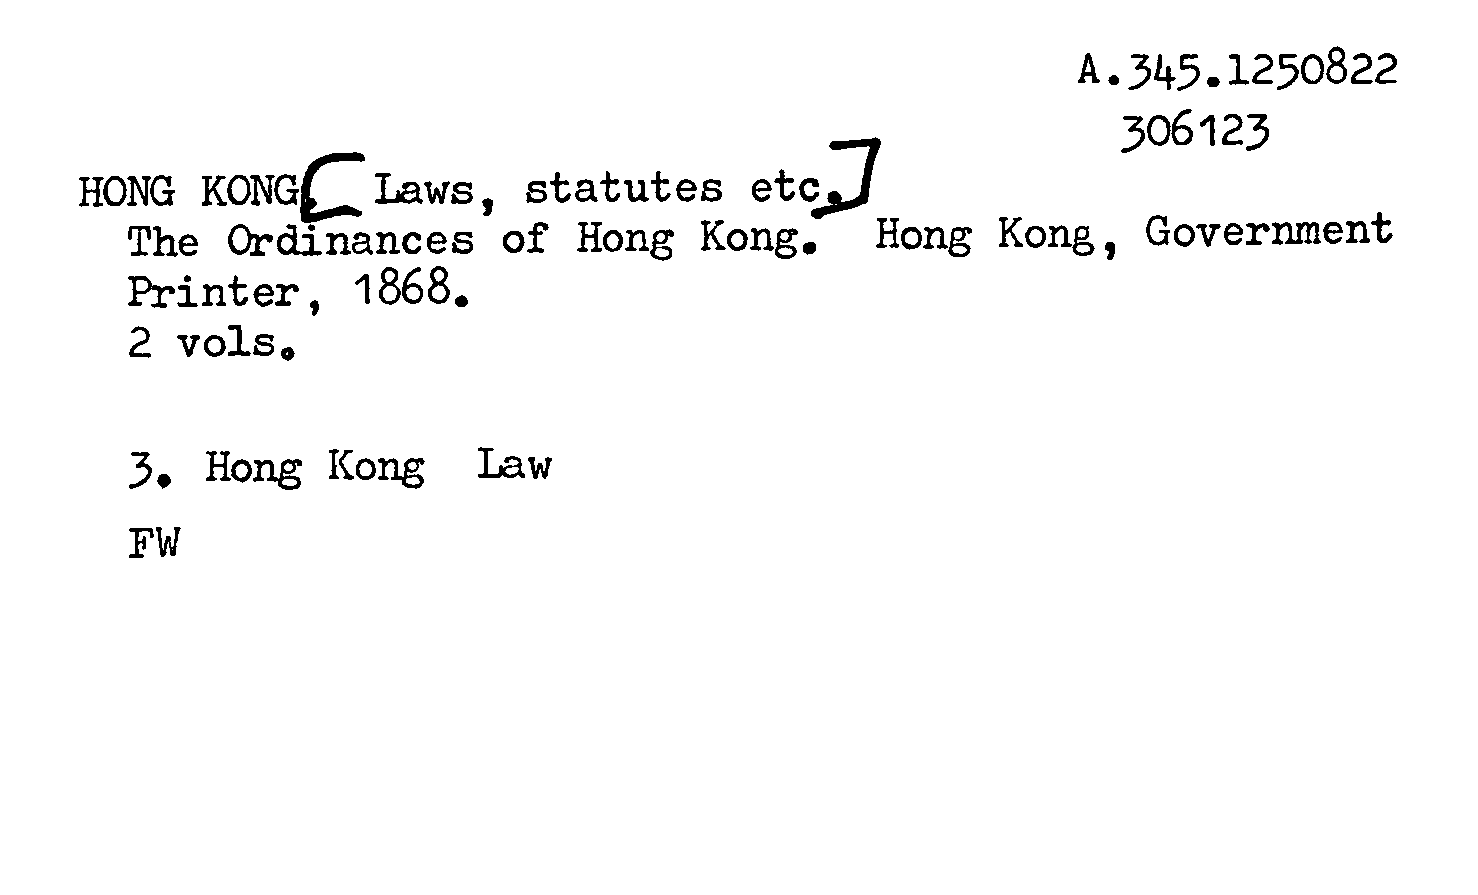 A.345.1250822
306123
HONG KONG. [Laws, statutes etc.]
The Ordinances of Hong Kong. Hong Kong, Government
Printer, 1868.
2 vols.
3. Hong Kong Law
FW